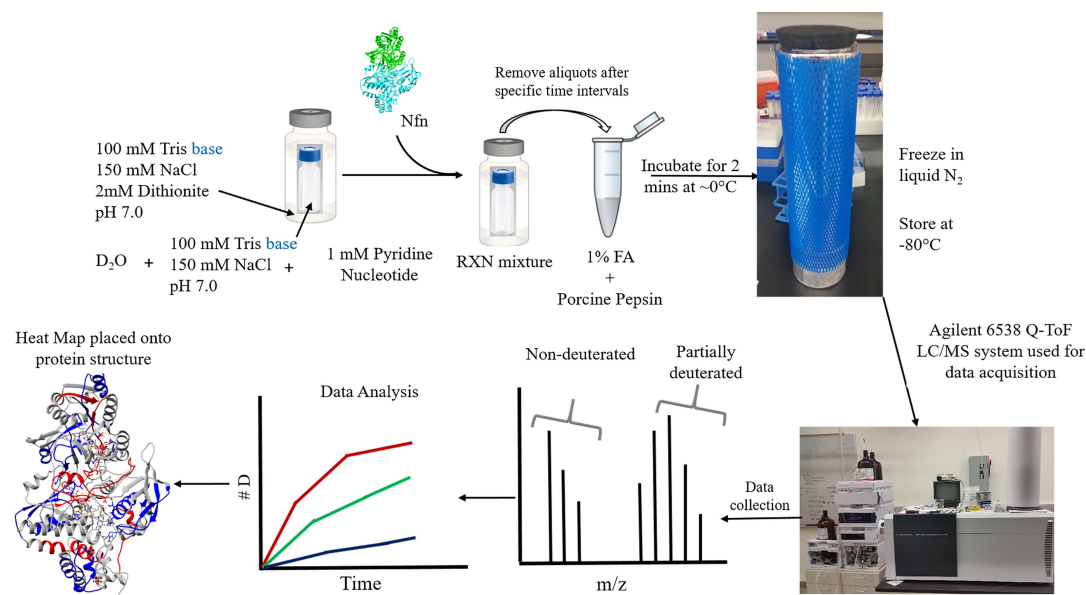 Nfn
Remove aliquots after
specific time intervals
100 mM Tris base
150 mM NaCl
2mM Dithionite
pH 7.0
D₂O + 100 mM Tris base
150 mM NaCl +
pH 7.0
1 mM Pyridine
Nucleotide
RXN mixture
1% FA
+
Porcine Pepsin
Incubate for 2
mins at ~0°C
Freeze in
liquid N₂
Store at
-80°C
Agilent 6538 Q-ToF
LC/MS system used for
data acquisition
Data
collection
Non-deuterated
Partially
deuterated
m/z
Data Analysis
# D
Time
Heat Map placed onto
protein structure